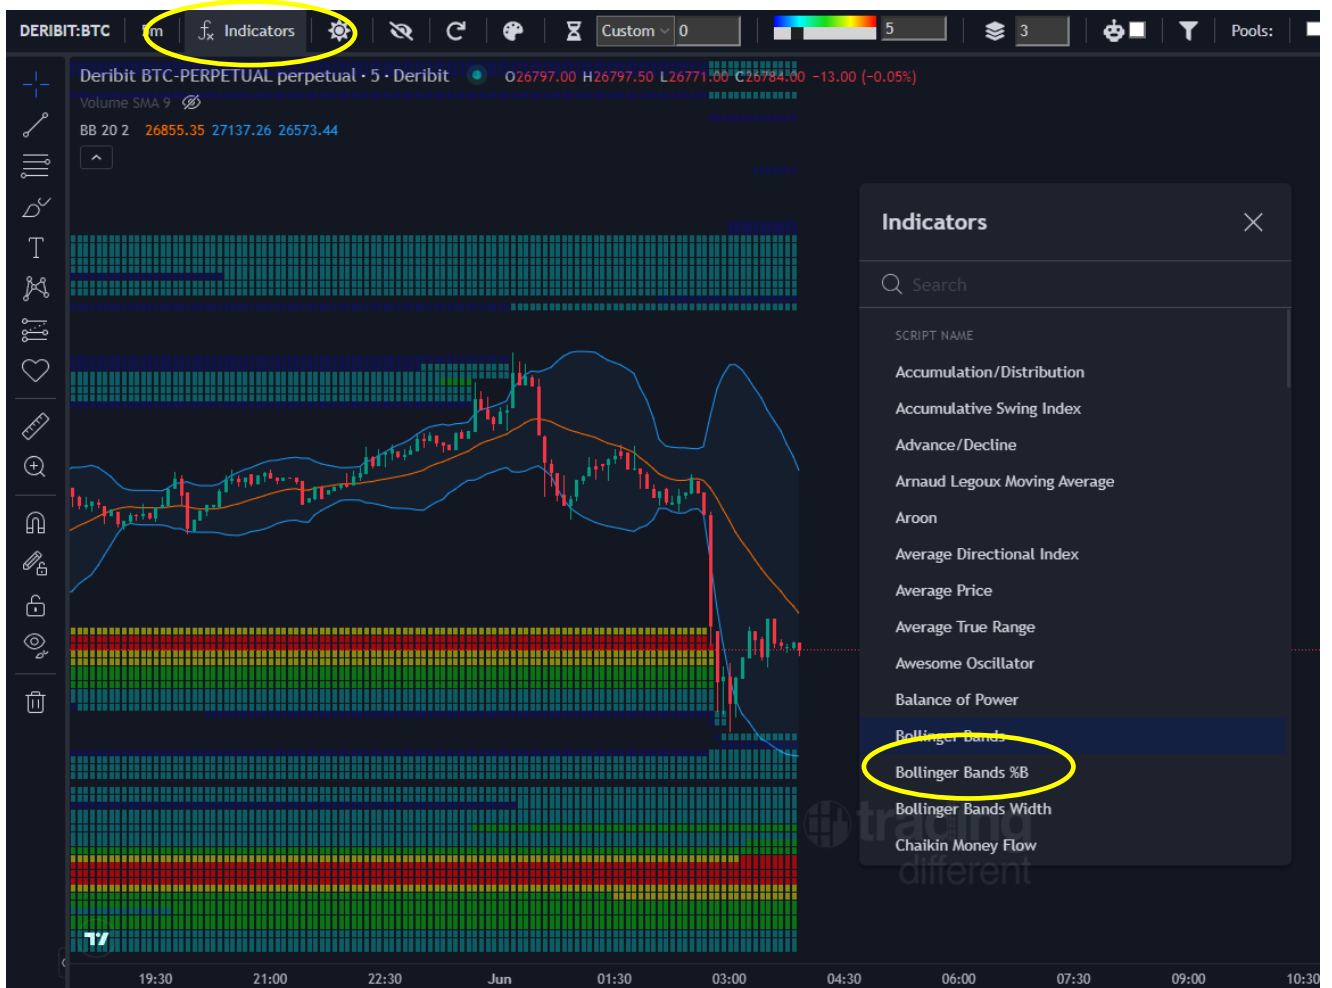 DERIBIT:BTC
Indicators
Custom 0
5
3
Pools:
Deribit BTC-PERPETUAL perpetual · 5 · Deribit O26797.00 H26797.50 L26771.00 C26784.00 −13.00 (−0.05%)
Volume SMA 9
BB 20 2 26855.35 27137.26 26573.44
Indicators
Search
SCRIPT NAME
Accumulation/Distribution
Accumulative Swing Index
Advance/Decline
Arnaud Legoux Moving Average
Aroon
Average Directional Index
Average Price
Average True Range
Awesome Oscillator
Balance of Power
Bollinger Bands
Bollinger Bands %B
Bollinger Bands Width
Chaikin Money Flow
trading
different
19:30 21:00 22:30 Jun 01:30 03:00 04:30 06:00 07:30 09:00 10:30